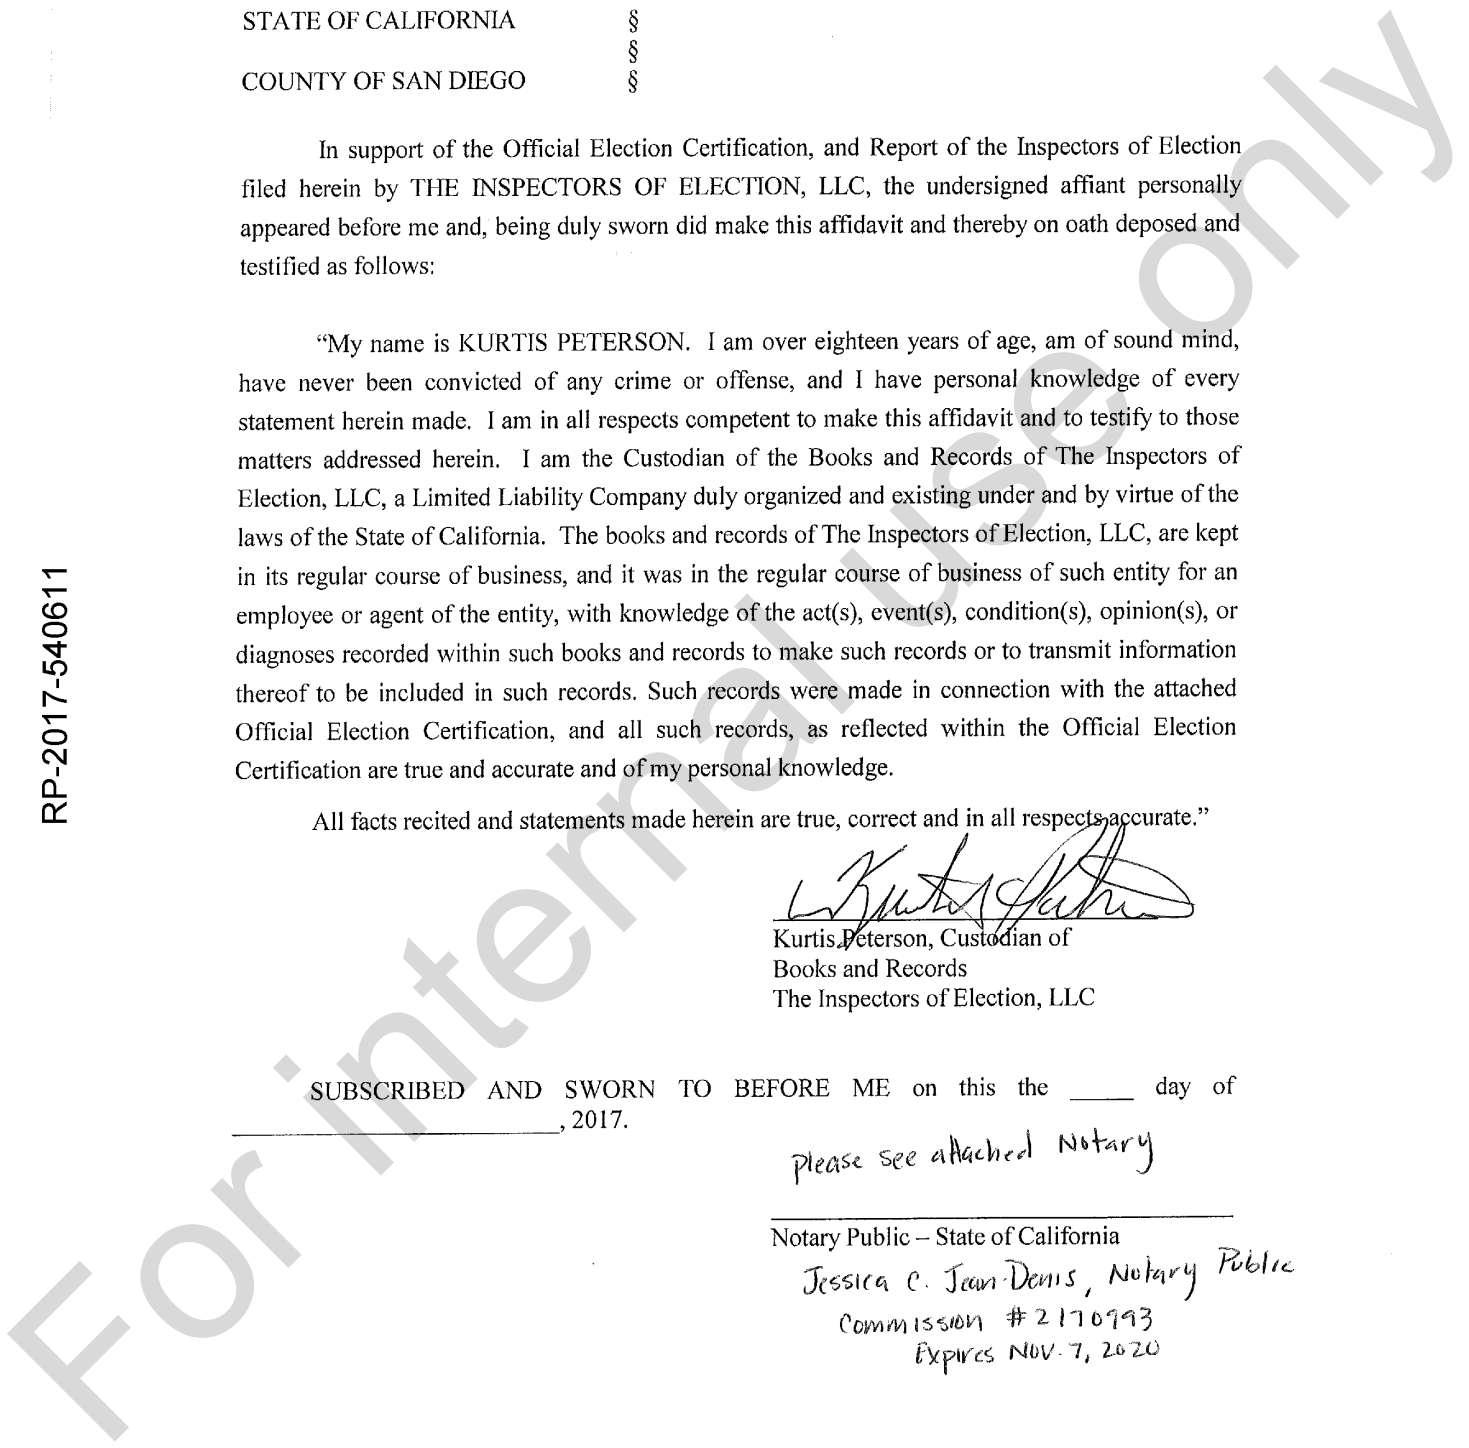 STATE OF CALIFORNIA §
§
COUNTY OF SAN DIEGO §
In support of the Official Election Certification, and Report of the Inspectors of Election
filed herein by THE INSPECTORS OF ELECTION, LLC, the undersigned affiant personally
appeared before me and, being duly sworn did make this affidavit and thereby on oath deposed and
testified as follows:
“My name is KURTIS PETERSON. I am over eighteen years of age, am of sound mind,
have never been convicted of any crime or offense, and I have personal knowledge of every
statement herein made. I am in all respects competent to make this affidavit and to testify to those
matters addressed herein. I am the Custodian of the Books and Records of The Inspectors of
Election, LLC, a Limited Liability Company duly organized and existing under and by virtue of the
laws of the State of California. The books and records of The Inspectors of Election, LLC, are kept
in its regular course of business, and it was in the regular course of business of such entity for an
employee or agent of the entity, with knowledge of the act(s), event(s), condition(s), opinion(s), or
diagnoses recorded within such books and records to make such records or to transmit information
thereof to be included in such records. Such records were made in connection with the attached
Official Election Certification, and all such records, as reflected within the Official Election
Certification are true and accurate and of my personal knowledge.
All facts recited and statements made herein are true, correct and in all respects accurate.”
Kurtis Peterson
Kurtis Peterson, Custodian of
Books and Records
The Inspectors of Election, LLC
SUBSCRIBED AND SWORN TO BEFORE ME on this the _____ day of
_________________________, 2017.
please see attached Notary
Notary Public – State of California
Jessica C. Jean-Denis, Notary Public
Commission #2170993
Expires Nov. 7, 2020
RP-2017-540611
For internal use only